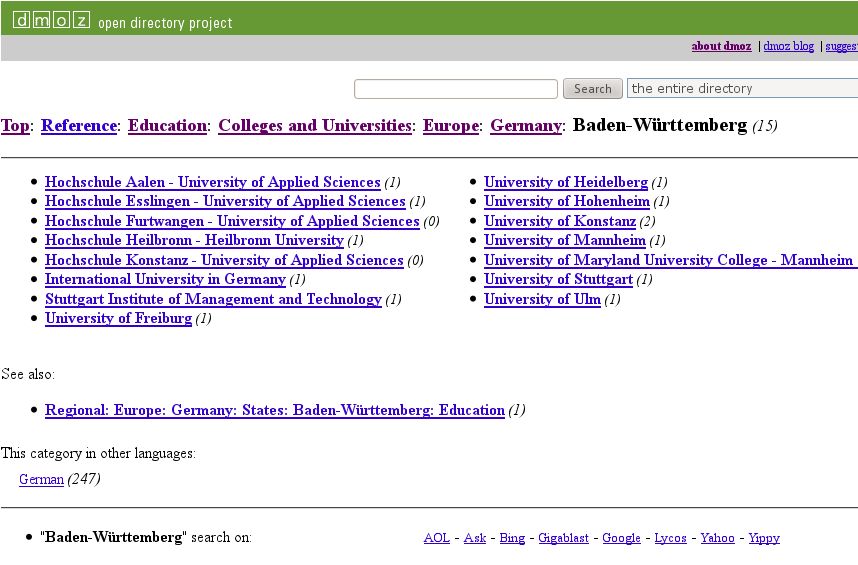 dmoz open directory project
about dmoz | dmoz blog | sugges
Search the entire directory
Top: Reference: Education: Colleges and Universities: Europe: Germany: Baden-Württemberg (15)
Hochschule Aalen - University of Applied Sciences (1)
Hochschule Esslingen - University of Applied Sciences (1)
Hochschule Furtwangen - University of Applied Sciences (0)
Hochschule Heilbronn - Heilbronn University (1)
Hochschule Konstanz - University of Applied Sciences (0)
International University in Germany (1)
Stuttgart Institute of Management and Technology (1)
University of Freiburg (1)
University of Heidelberg (1)
University of Hohenheim (1)
University of Konstanz (2)
University of Mannheim (1)
University of Maryland University College - Mannheim
University of Stuttgart (1)
University of Ulm (1)
See also:
Regional: Europe: Germany: States: Baden-Württemberg: Education (1)
This category in other languages:
German (247)
"Baden-Württemberg" search on: AOL - Ask - Bing - Gigablast - Google - Lycos - Yahoo - Yippy